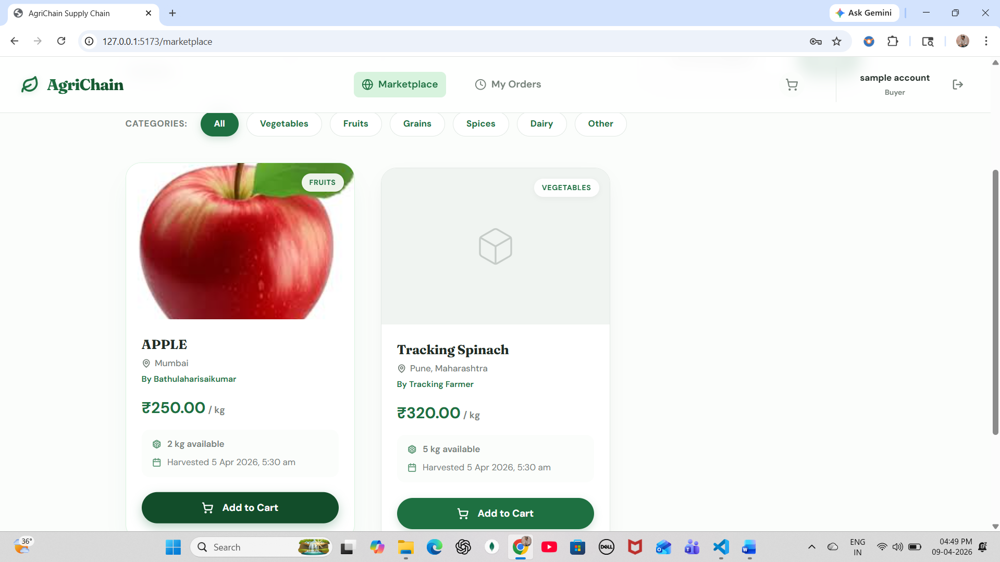 AgriChain Supply Chain
Ask Gemini
127.0.0.1:5173/marketplace
AgriChain
Marketplace
My Orders
sample account
Buyer
CATEGORIES:
All
Vegetables
Fruits
Grains
Spices
Dairy
Other
FRUITS
APPLE
Mumbai
By Bathulaharisaikumar
₹250.00 / kg
2 kg available
Harvested 5 Apr 2026, 5:30 am
Add to Cart
VEGETABLES
Tracking Spinach
Pune, Maharashtra
By Tracking Farmer
₹320.00 / kg
5 kg available
Harvested 5 Apr 2026, 5:30 am
Add to Cart
36°
Search
DELL
ENG
IN
04:49 PM
09-04-2026